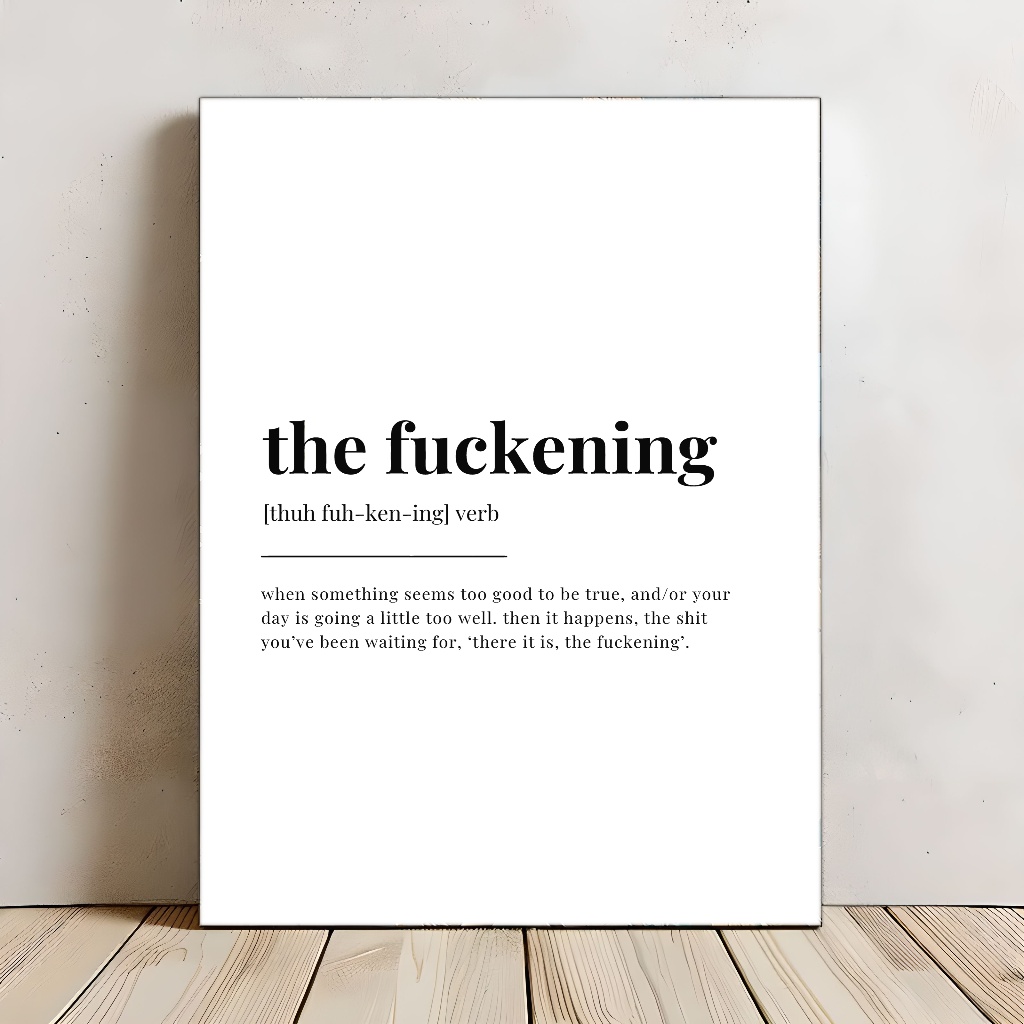 the fuckening
[thuh fuh-ken-ing] verb
when something seems too good to be true, and/or your
day is going a little too well. then it happens, the shit
you’ve been waiting for, ‘there it is, the fuckening’.